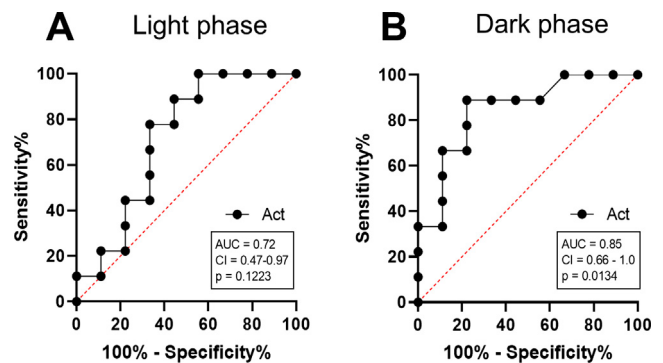 A
Light phase
100
80
60
40
20
0
Sensitivity%
Act
AUC = 0.72
CI = 0.47-0.97
p = 0.1223
0 20 40 60 80 100
100% - Specificity%
B
Dark phase
100
80
60
40
20
0
Sensitivity%
Act
AUC = 0.85
CI = 0.66 - 1.0
p = 0.0134
0 20 40 60 80 100
100% - Specificity%